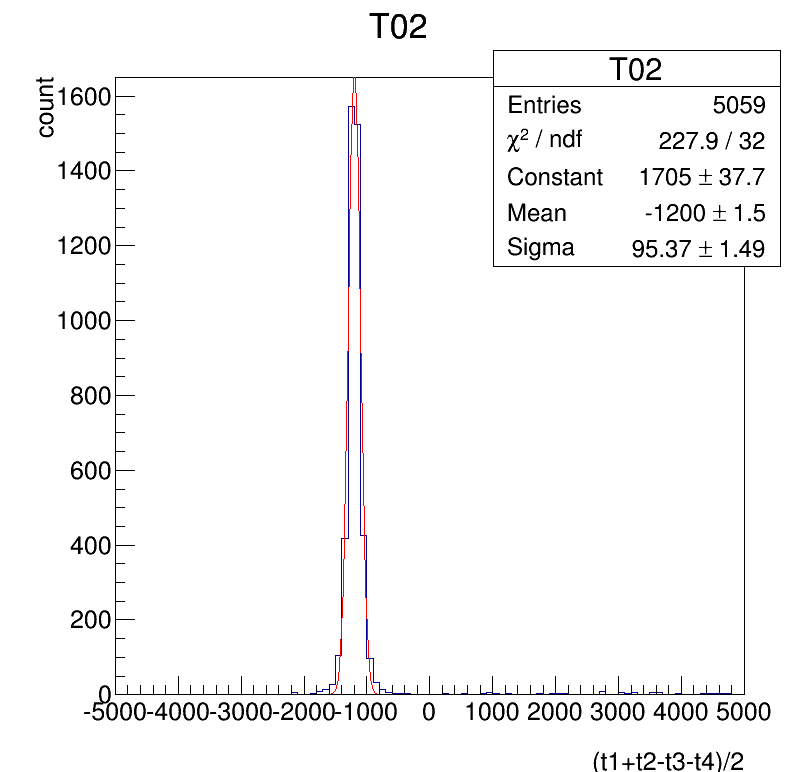 T02
T02
Entries 5059
χ² / ndf 227.9 / 32
Constant 1705 ± 37.7
Mean -1200 ± 1.5
Sigma 95.37 ± 1.49
count
1600
1400
1200
1000
800
600
400
200
0
-5000 -4000 -3000 -2000 -1000 0 1000 2000 3000 4000 5000
(t1+t2-t3-t4)/2